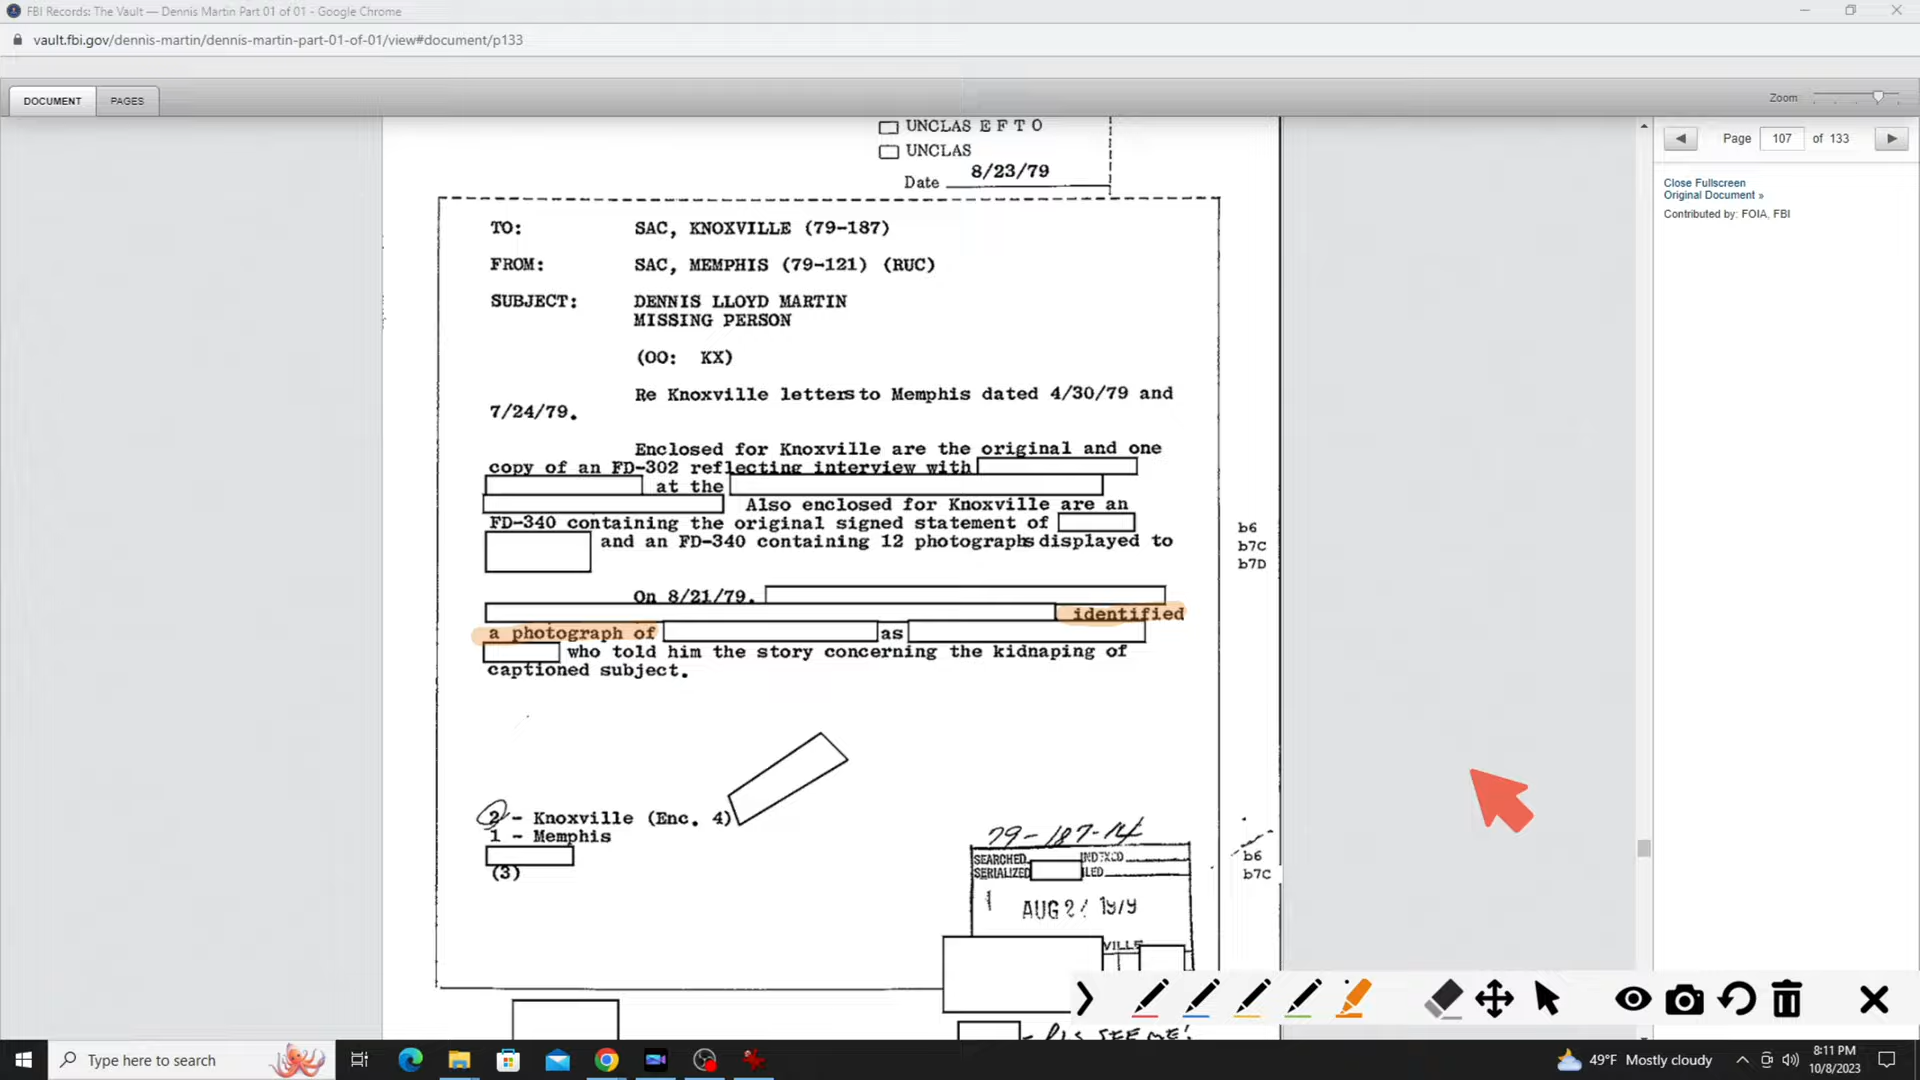 FBI Records: The Vault — Dennis Martin Part 01 of 01 - Google Chrome
vault.fbi.gov/dennis-martin/dennis-martin-part-01-of-01/view#document/p133
DOCUMENT
PAGES
Zoom
Page 107 of 133
Close Fullscreen
Original Document »
Contributed by: FOIA, FBI
UNCLAS E F T O
UNCLAS
Date 8/23/79
TO: SAC, KNOXVILLE (79-187)
FROM: SAC, MEMPHIS (79-121) (RUC)
SUBJECT: DENNIS LLOYD MARTIN
MISSING PERSON
(OO: KX)
Re Knoxville letters to Memphis dated 4/30/79 and
7/24/79.
Enclosed for Knoxville are the original and one
copy of an FD-302 reflecting interview with
at the
Also enclosed for Knoxville are an
FD-340 containing the original signed statement of
and an FD-340 containing 12 photographs displayed to
b6
b7C
b7D
On 8/21/79.
identified
a photograph of as
who told him the story concerning the kidnaping of
captioned subject.
2 - Knoxville (Enc. 4)
1 - Memphis
(3)
79-187-14
SEARCHED INDEXED
SERIALIZED ILED
AUG 2 1979
VILLE
b6
b7C
SEE ME!
Type here to search
49°F Mostly cloudy
8:11 PM
10/8/2023